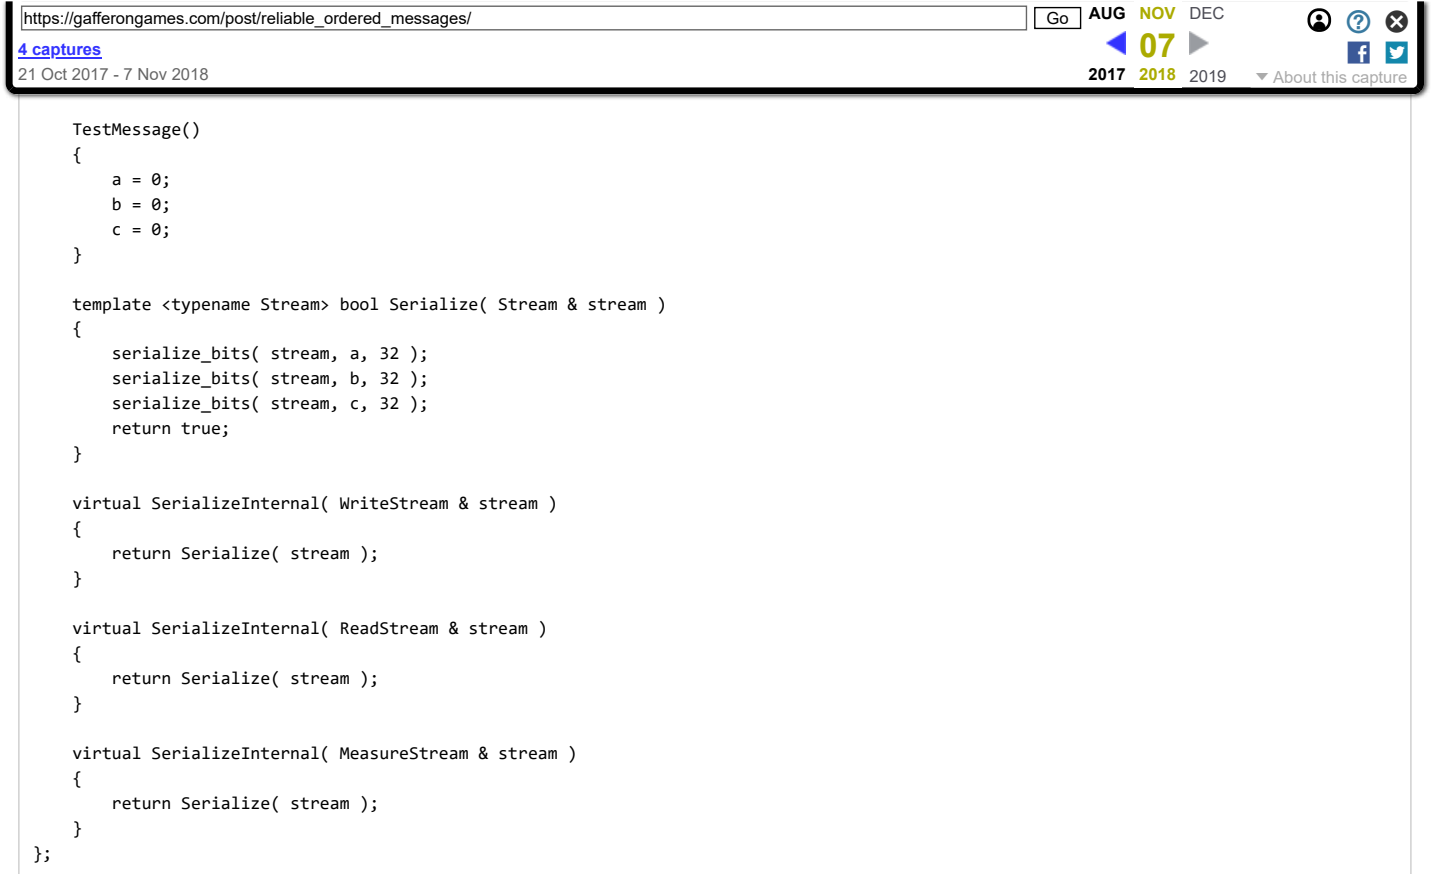 https://gafferongames.com/post/reliable_ordered_messages/ Go AUG NOV DEC
4 captures 07
21 Oct 2017 - 7 Nov 2018 2017 2018 2019 About this capture
TestMessage()
{
a = 0;
b = 0;
c = 0;
}
template <typename Stream> bool Serialize( Stream & stream )
{
serialize_bits( stream, a, 32 );
serialize_bits( stream, b, 32 );
serialize_bits( stream, c, 32 );
return true;
}
virtual SerializeInternal( WriteStream & stream )
{
return Serialize( stream );
}
virtual SerializeInternal( ReadStream & stream )
{
return Serialize( stream );
}
virtual SerializeInternal( MeasureStream & stream )
{
return Serialize( stream );
}
};